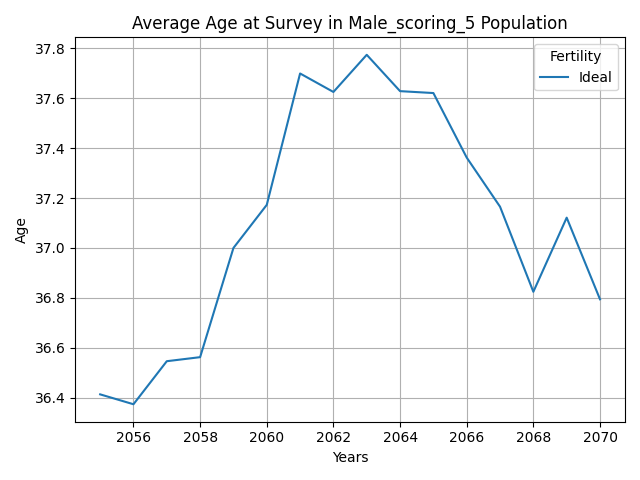 Average Age at Survey in Male_scoring_5 Population
Fertility
Ideal
37.8
37.6
37.4
37.2
37.0
36.8
36.6
36.4
Age
2056 2058 2060 2062 2064 2066 2068 2070
Years